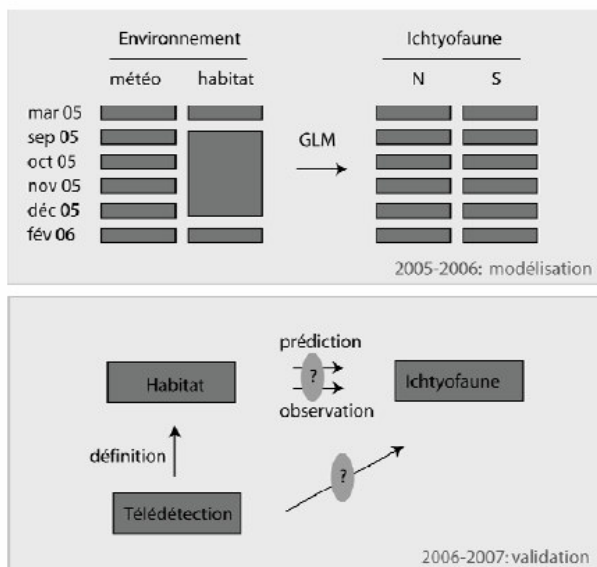 Environnement Ichtyofaune
météo habitat N S
mar 05
sep 05
GLM
oct 05
nov 05
déc 05
fév 06
2005-2006: modélisation
prédiction
?
Habitat
Ichtyofaune
observation
définition
?
Télédétection
2006-2007: validation